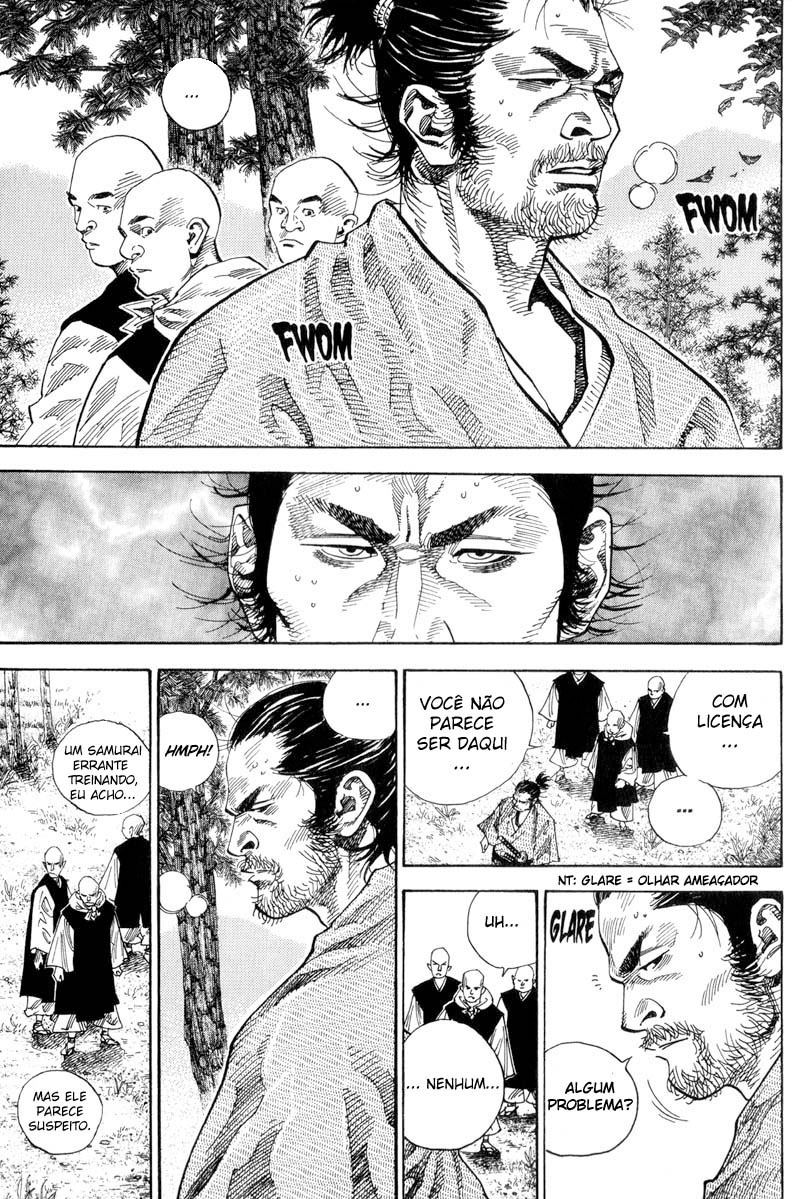 ...
FWOM
FWOM
COM
LICENÇA
...
...
VOCÊ NÃO
PARECE
SER DAQUI
...
NT: GLARE = OLHAR AMEAÇADOR
GLARE
ALGUM
PROBLEMA?
UH...
... NENHUM...
...
HMPH!
UM SAMURAI
ERRANTE
TREINANDO,
EU ACHO...
MAS ELE
PARECE
SUSPEITO.